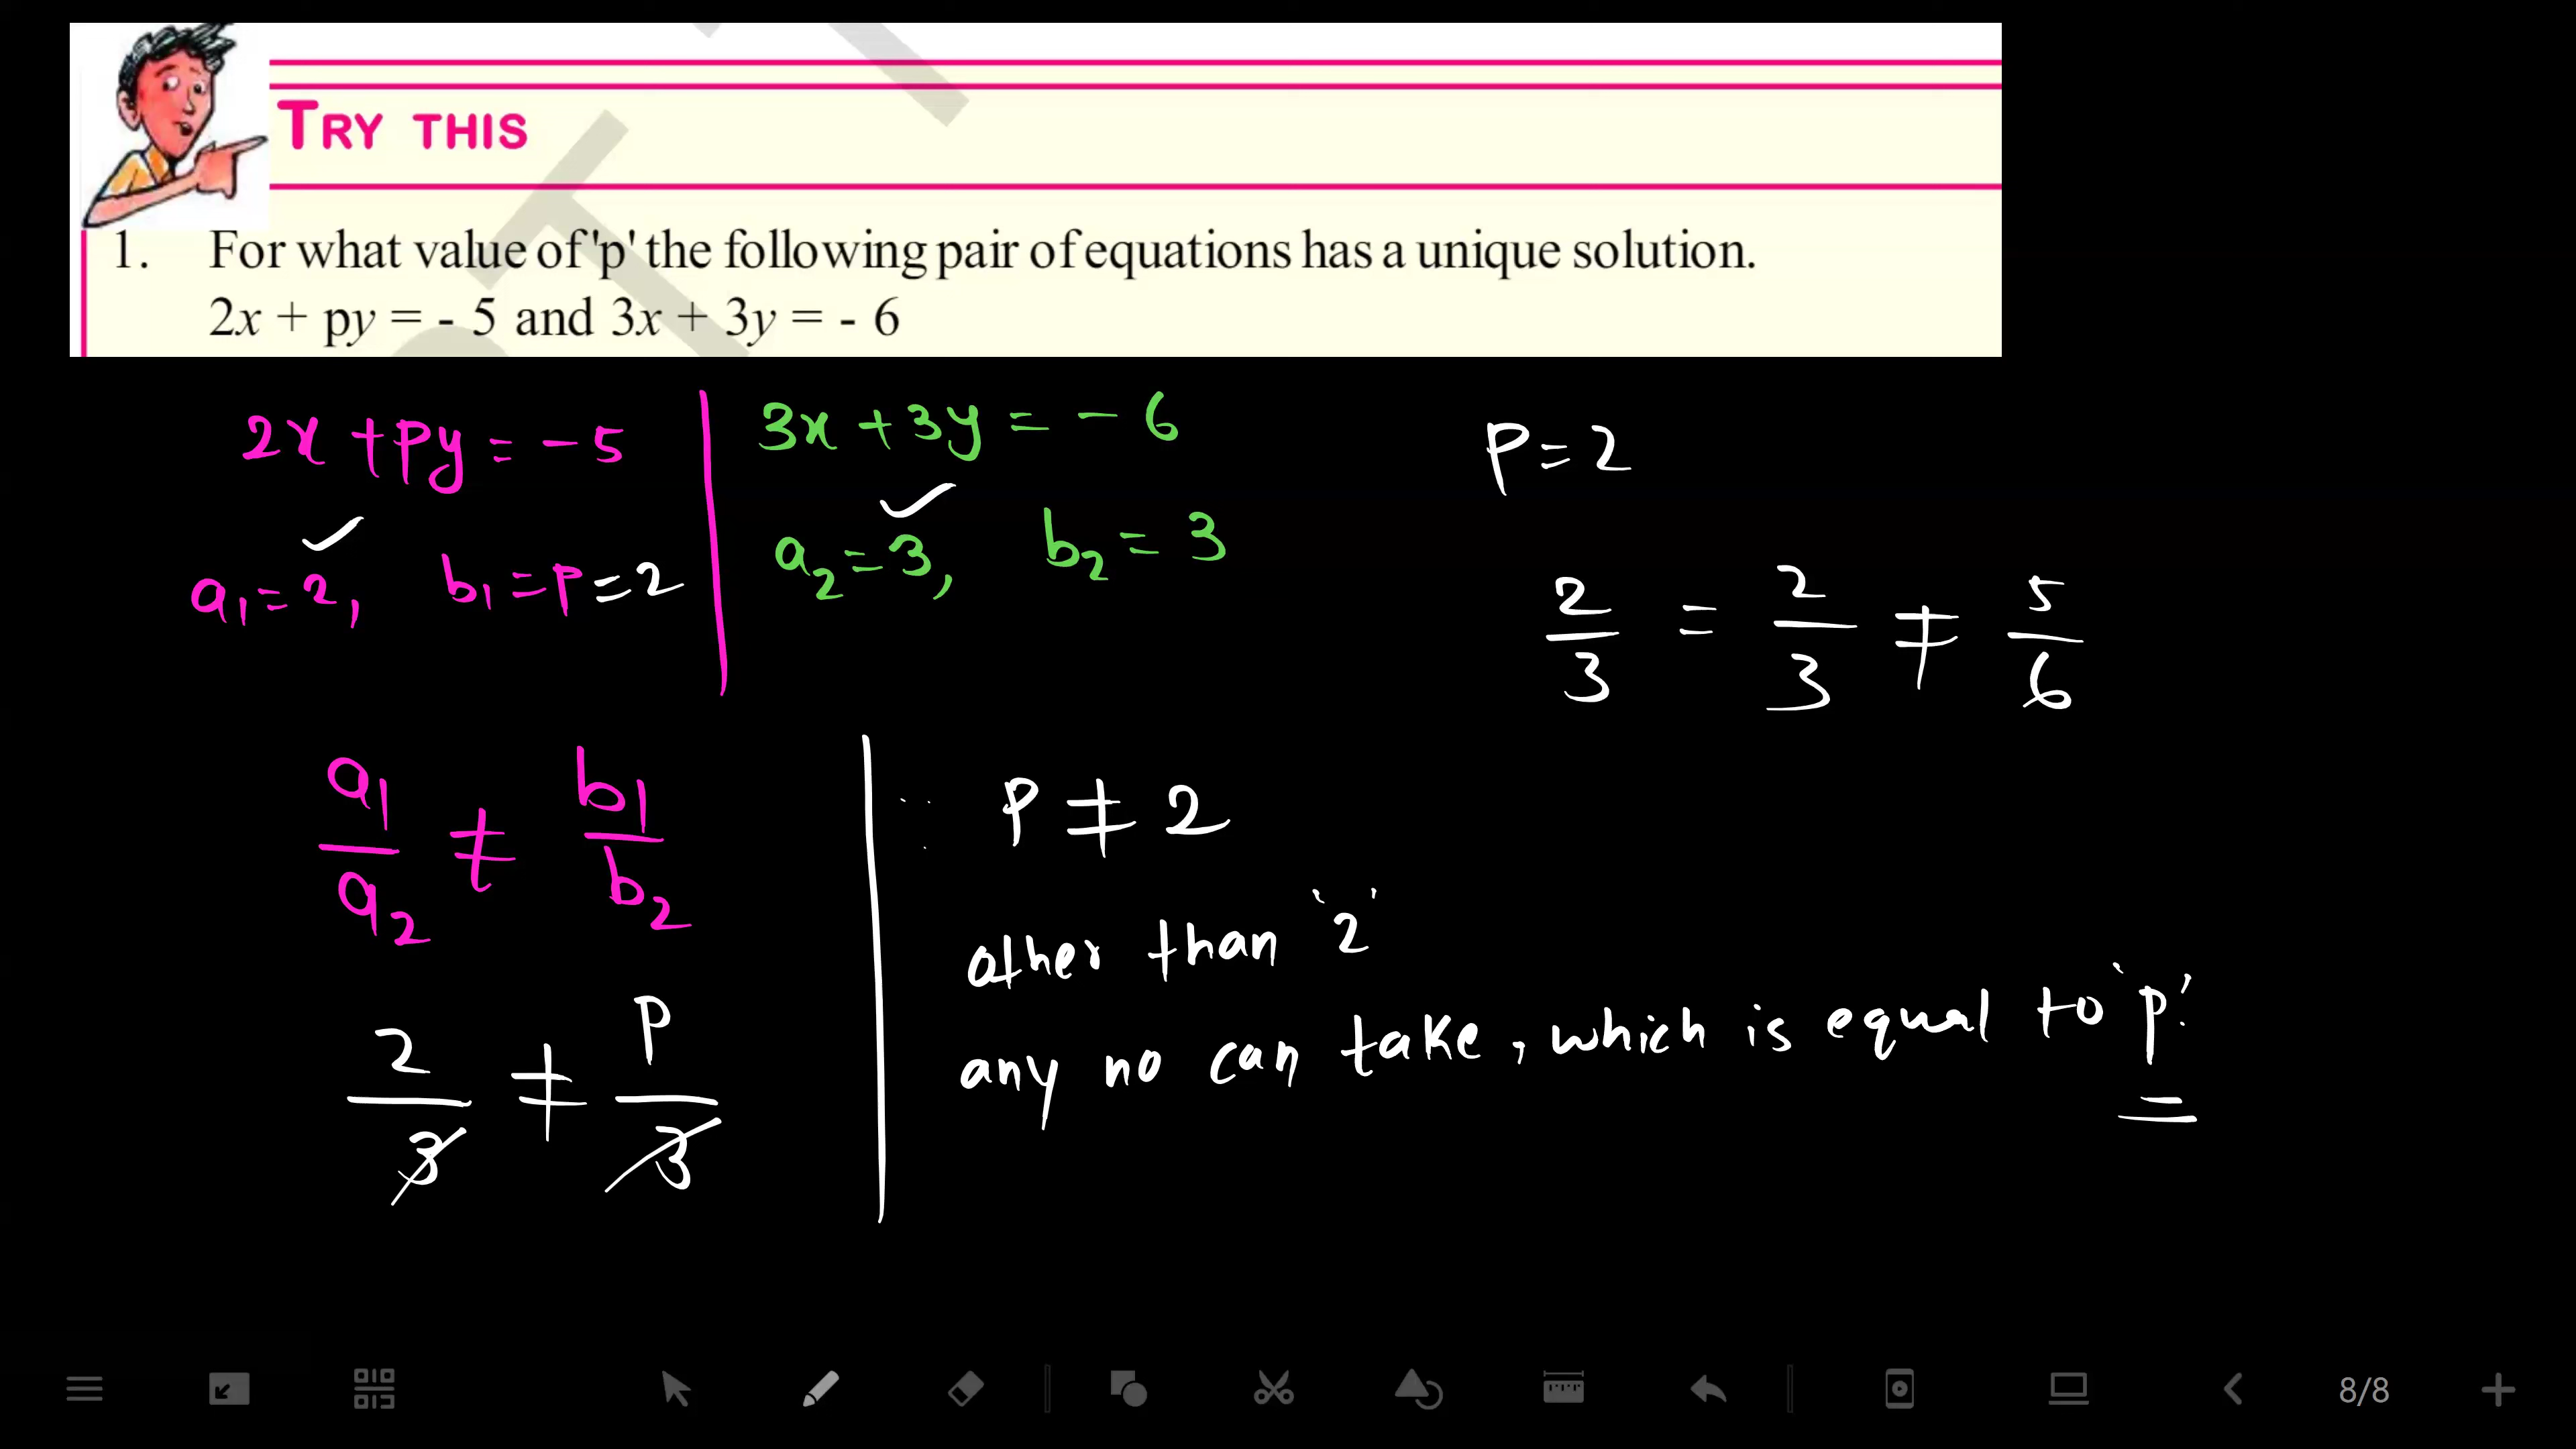 TRY THIS
1. For what value of 'p' the following pair of equations has a unique solution.
2x + py = - 5 and 3x + 3y = - 6
2x + py = -5
a1 = 2, b1 = p = 2
3x + 3y = - 6
a2 = 3, b2 = 3
P = 2
2/3 = 2/3 ≠ 5/6
a1/a2 ≠ b1/b2
2/3 ≠ P/3
P ≠ 2
other than '2'
any no can take, which is equal to 'p'.
8/8